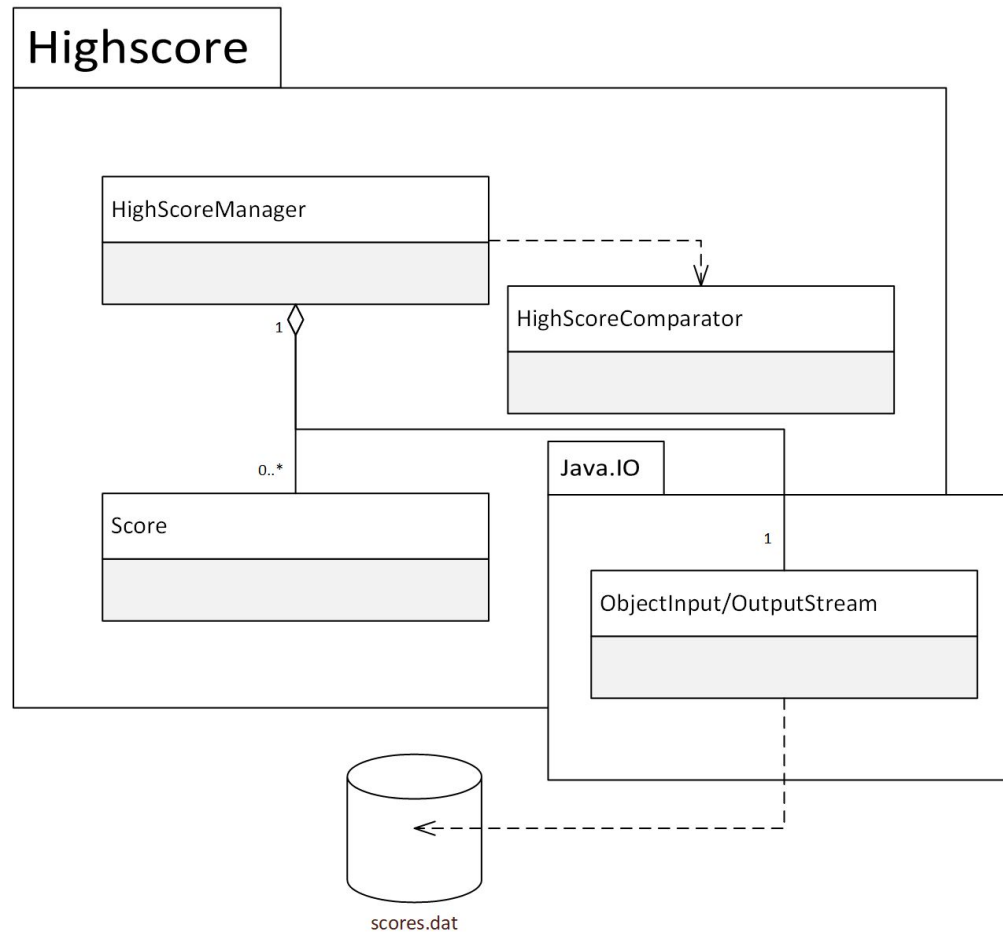 Highscore
HighScoreManager
HighScoreComparator
1
0..*
Java.IO
Score
1
ObjectInput/OutputStream
scores.dat